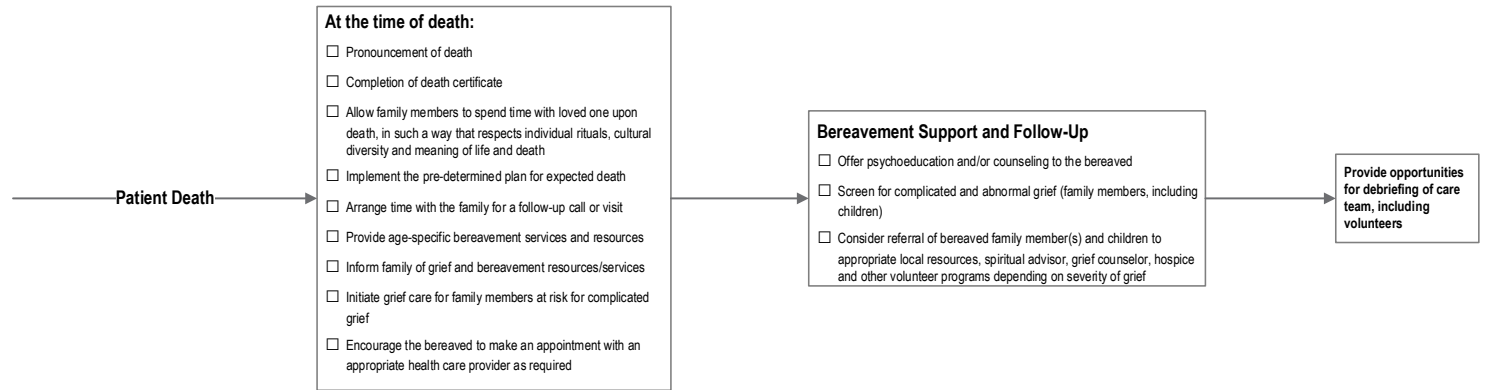 Patient Death
At the time of death:
☐ Pronouncement of death
☐ Completion of death certificate
☐ Allow family members to spend time with loved one upon
death, in such a way that respects individual rituals, cultural
diversity and meaning of life and death
☐ Implement the pre-determined plan for expected death
☐ Arrange time with the family for a follow-up call or visit
☐ Provide age-specific bereavement services and resources
☐ Inform family of grief and bereavement resources/services
☐ Initiate grief care for family members at risk for complicated
grief
☐ Encourage the bereaved to make an appointment with an
appropriate health care provider as required
Bereavement Support and Follow-Up
☐ Offer psychoeducation and/or counseling to the bereaved
☐ Screen for complicated and abnormal grief (family members, including
children)
☐ Consider referral of bereaved family member(s) and children to
appropriate local resources, spiritual advisor, grief counselor, hospice
and other volunteer programs depending on severity of grief
Provide opportunities
for debriefing of care
team, including
volunteers